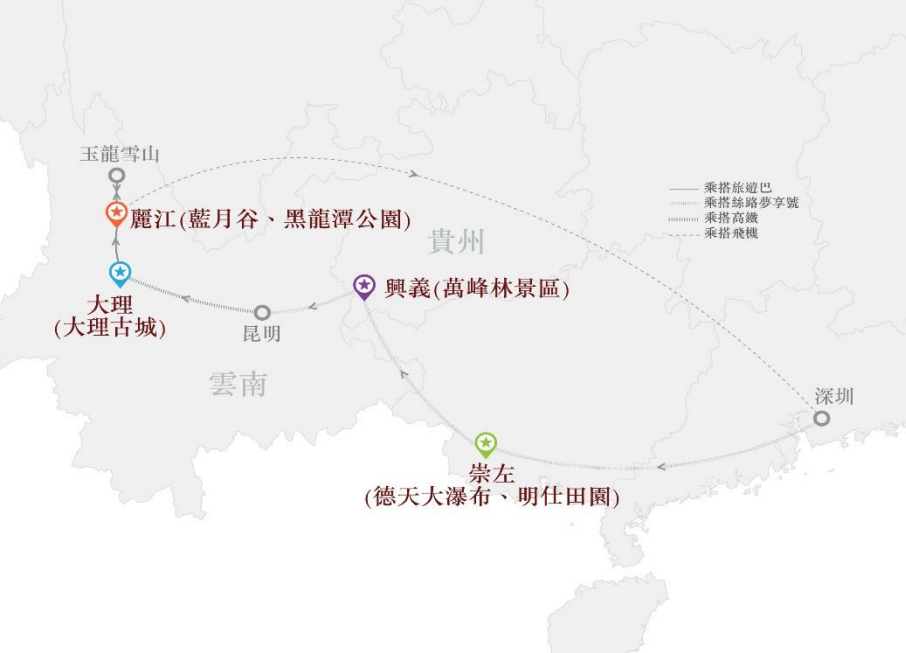 玉龍雪山
麗江(藍月谷、黑龍潭公園)
貴州
乘搭旅遊巴
乘搭絲路夢享號
乘搭高鐵
乘搭飛機
興義(萬峰林景區)
大理
(大理古城)
昆明
雲南
深圳
崇左
(德天大瀑布、明仕田園)